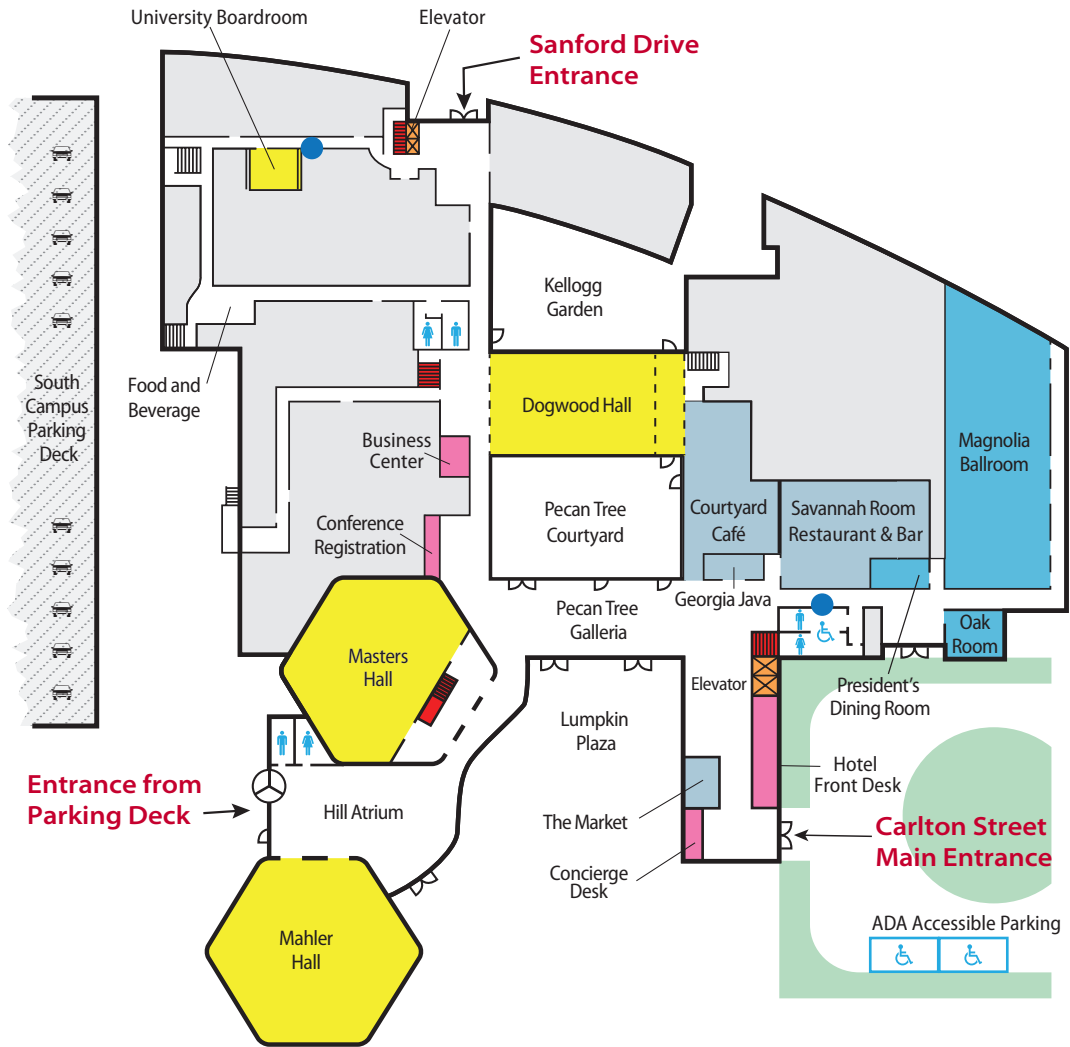 University Boardroom
Elevator
Sanford Drive
Entrance
Kellogg
Garden
South
Campus
Parking
Deck
Food and
Beverage
Dogwood Hall
Business
Center
Magnolia
Ballroom
Conference
Registration
Pecan Tree
Courtyard
Courtyard
Café
Savannah Room
Restaurant & Bar
Georgia Java
Pecan Tree
Galleria
Oak
Room
Masters
Hall
Elevator
President's
Dining Room
Lumpkin
Plaza
Entrance from
Parking Deck
Hill Atrium
Hotel
Front Desk
The Market
Carlton Street
Main Entrance
Concierge
Desk
Mahler
Hall
ADA Accessible Parking